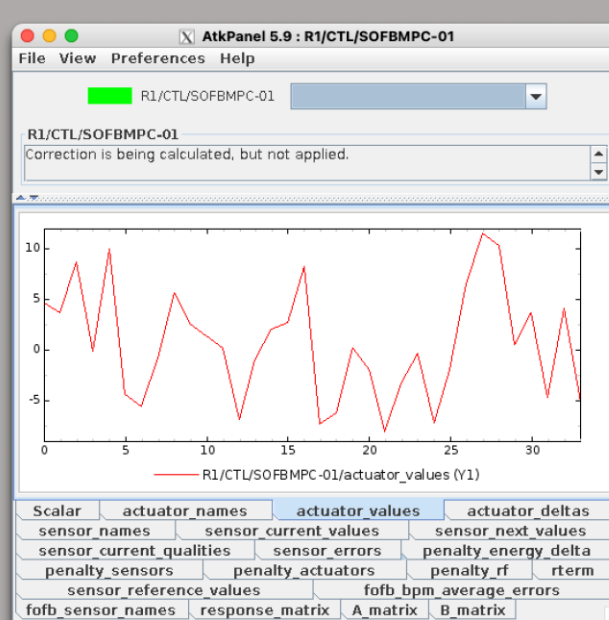 AtkPanel 5.9 : R1/CTL/SOFBMPC-01
File View Preferences Help
R1/CTL/SOFBMPC-01
R1/CTL/SOFBMPC-01
Correction is being calculated, but not applied.
10
5
0
-5
0 5 10 15 20 25 30
R1/CTL/SOFBMPC-01/actuator_values (Y1)
Scalar actuator_names actuator_values actuator_deltas
sensor_names sensor_current_values sensor_next_values
sensor_current_qualities sensor_errors penalty_energy_delta
penalty_sensors penalty_actuators penalty_rf rterm
sensor_reference_values fofb_bpm_average_errors
fofb_sensor_names response_matrix A_matrix B_matrix